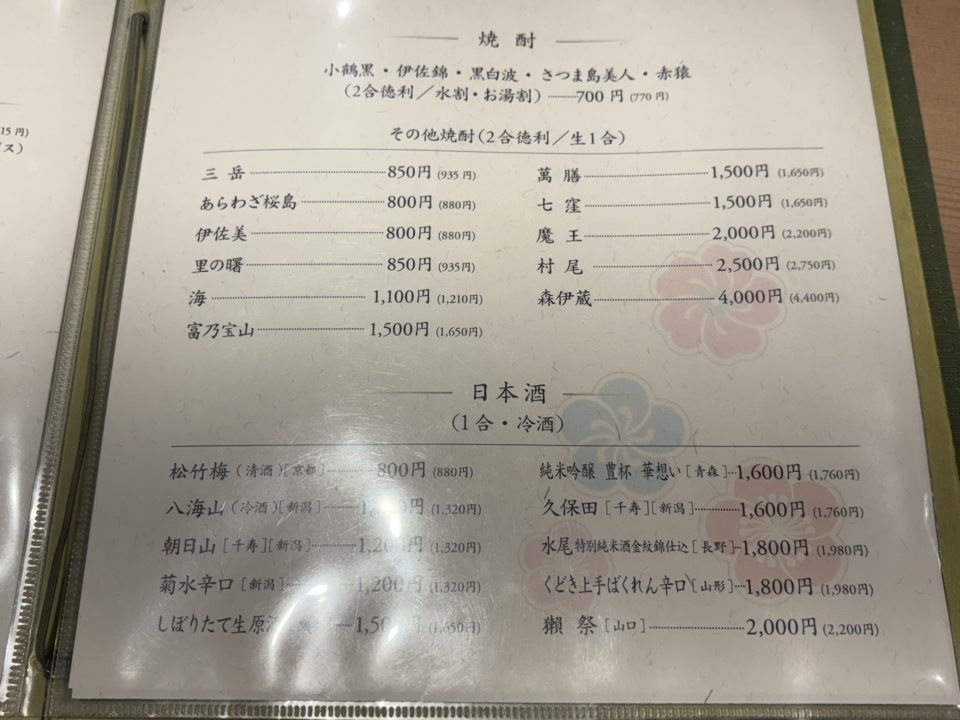 15円)
焼酎
小鶴黒・伊佐錦・黒白波・さつま島美人・赤猿
(2合徳利／水割・お湯割) 700円(770円)
その他焼酎(2合徳利／生1合)
三岳 850円(935円)
あらわざ桜島 800円(880円)
伊佐美 800円(880円)
里の曙 850円(935円)
海 1,100円(1,210円)
富乃宝山 1,500円(1,650円)
萬膳 1,500円(1,650円)
七窪 1,500円(1,650円)
魔王 2,000円(2,200円)
村尾 2,500円(2,750円)
森伊蔵 4,000円(4,400円)
日本酒
(1合・冷酒)
松竹梅(清酒)[京都] 800円(880円)
八海山(冷酒)[新潟] (1,320円)
朝日山[千寿][新潟] 1,200円(1,320円)
菊水辛口[新潟] 1,200円(1,320円)
しぼりたて生原酒 (1,650円)
純米吟醸 豊杯 華想い[青森] 1,600円(1,760円)
久保田[千寿][新潟] 1,600円(1,760円)
水尾特別純米酒金紋錦仕込[長野] 1,800円(1,980円)
くどき上手ばくれん辛口[山形] 1,800円(1,980円)
獺祭[山口] 2,000円(2,200円)